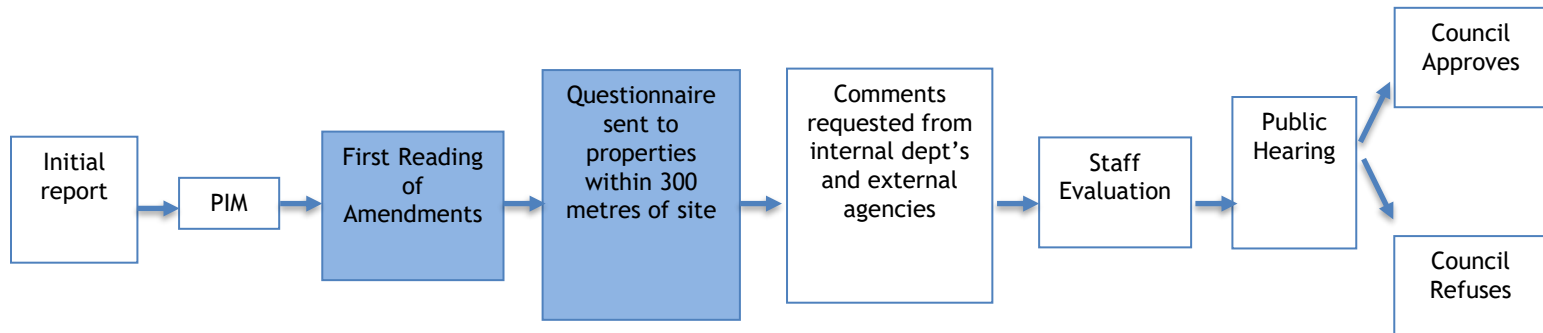 Initial
report
PIM
First Reading
of
Amendments
Questionnaire
sent to
properties
within 300
metres of site
Comments
requested from
internal dept’s
and external
agencies
Staff
Evaluation
Public
Hearing
Council
Approves
Council
Refuses